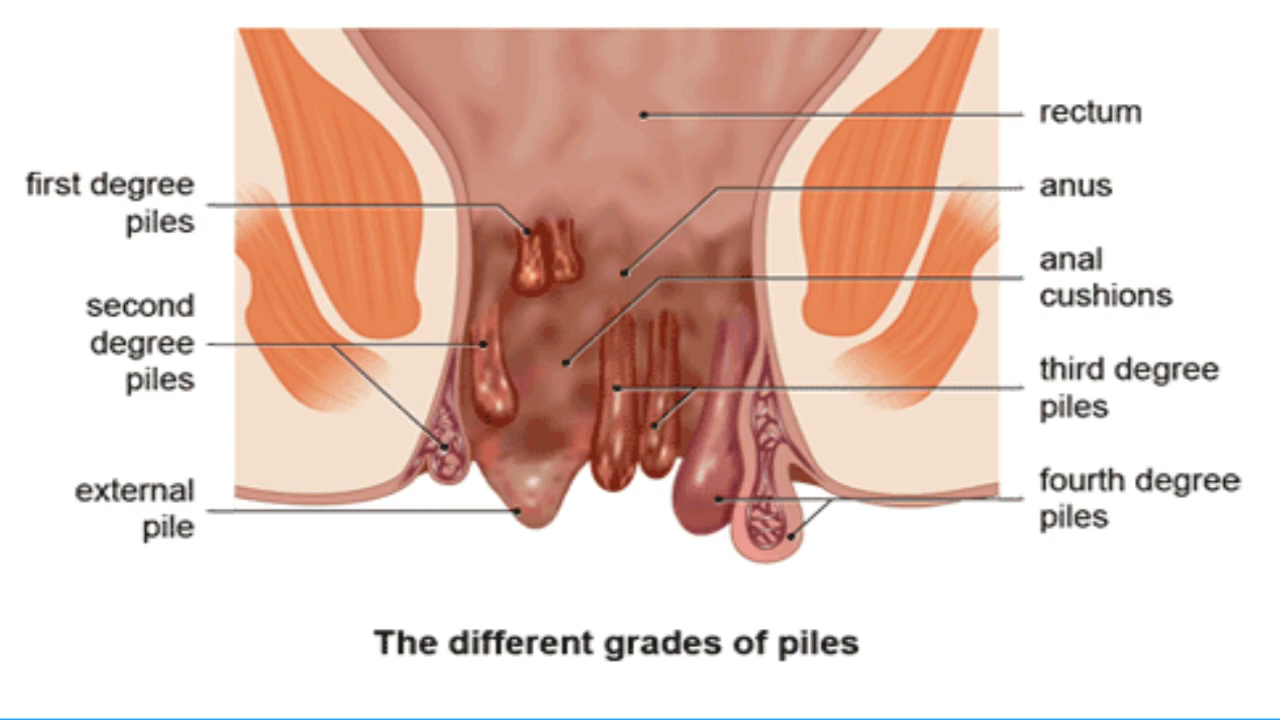 first degree
piles
second
degree
piles
external
pile
rectum
anus
anal
cushions
third degree
piles
fourth degree
piles
The different grades of piles